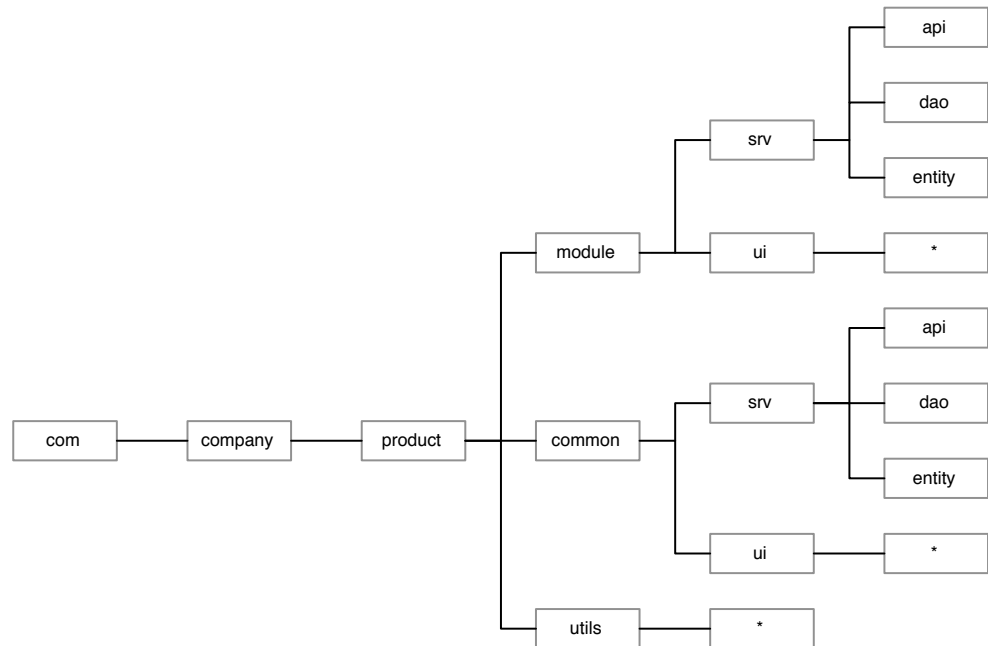 api
dao
srv
entity
module
ui
*
api
srv
dao
com
company
product
common
entity
ui
*
utils
*